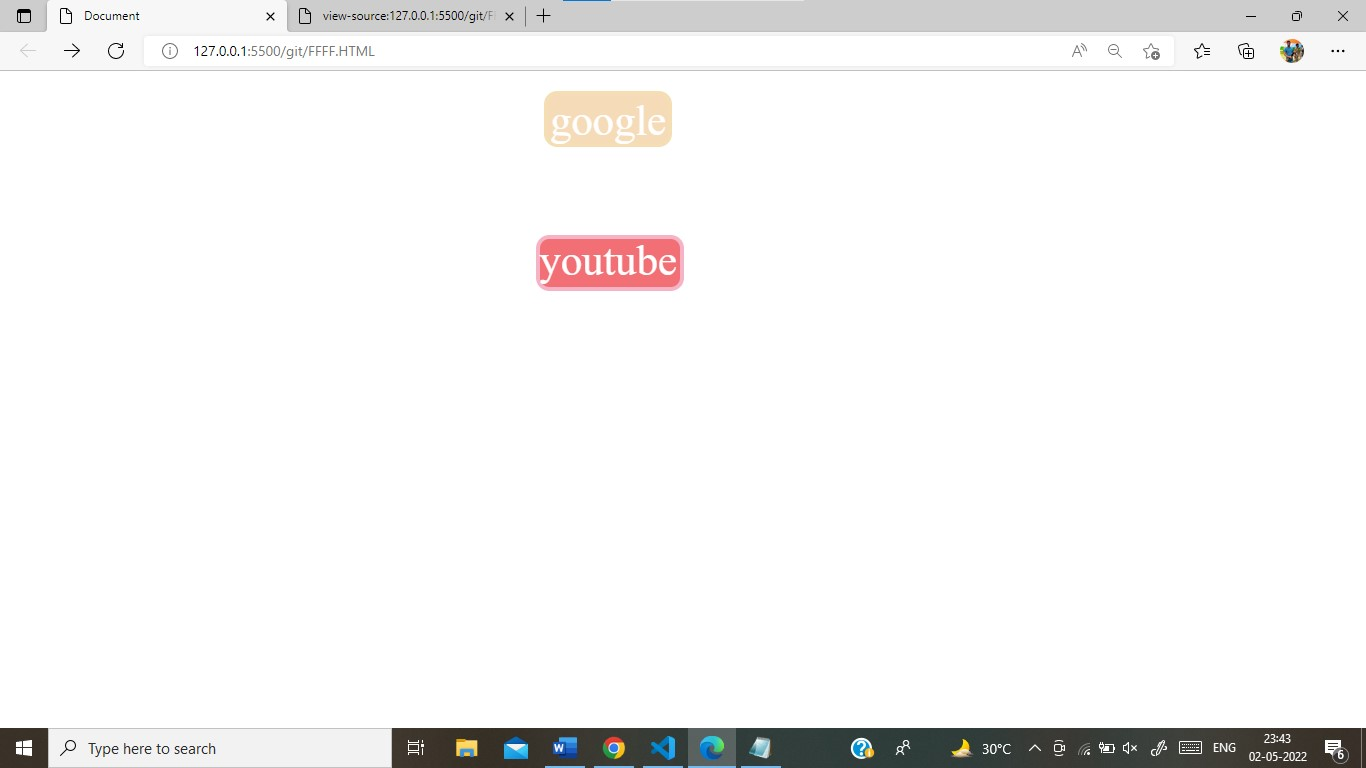 Document
view-source:127.0.0.1:5500/git/F
127.0.0.1:5500/git/FFFF.HTML
google
youtube
Type here to search
30°C
ENG
23:43
02-05-2022
6